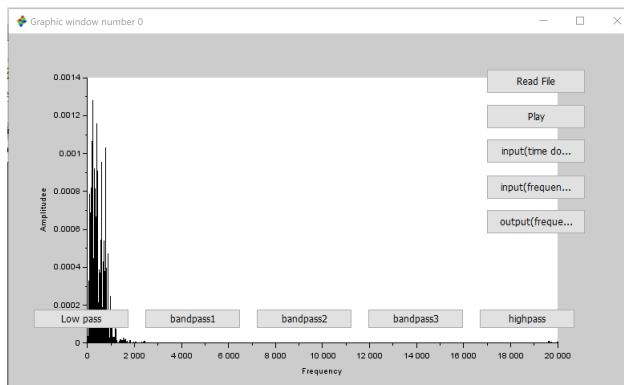 Graphic window number 0
0.0014
0.0012
0.001
0.0008
0.0006
0.0004
0.0002
0
Amplitudee
0 2 000 4 000 6 000 8 000 10 000 12 000 14 000 16 000 18 000 20 000
Frequency
Read File
Play
input(time do...
input(frequen...
output(freque...
Low pass
bandpass1
bandpass2
bandpass3
highpass